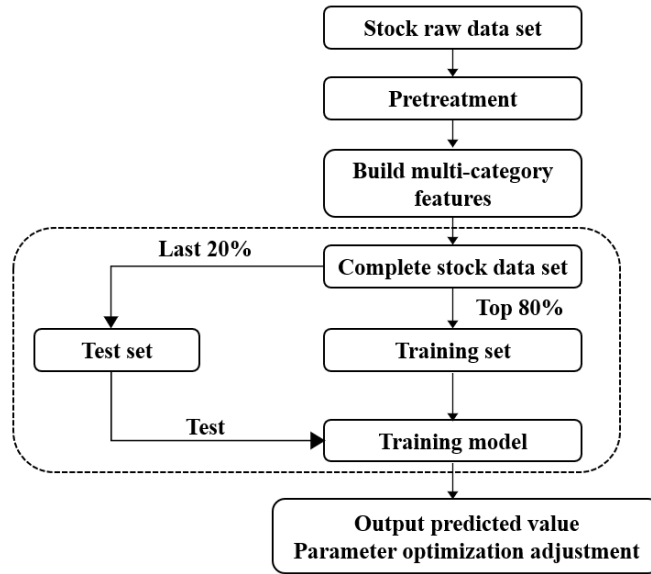 Stock raw data set
Pretreatment
Build multi-category
features
Last 20%
Complete stock data set
Top 80%
Test set
Training set
Test
Training model
Output predicted value
Parameter optimization adjustment